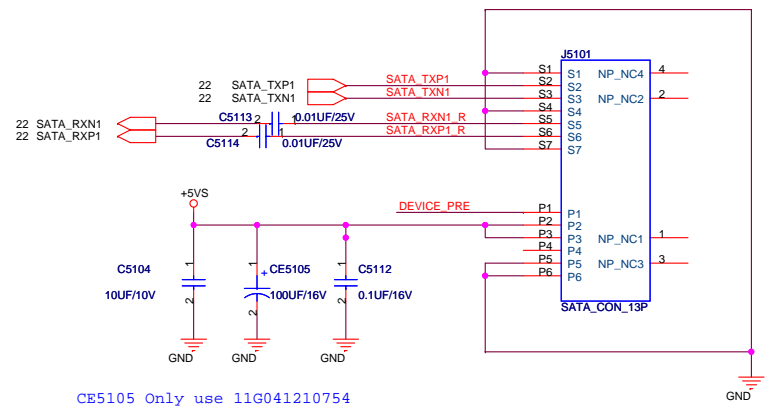 J5101
22 SATA_TXP1 SATA_TXP1 S1 S1 NP_NC4 4
22 SATA_TXN1 SATA_TXN1 S2 S2
S3 S3 NP_NC2 2
S4 S4
22 SATA_RXN1 C5113 2 1 0.01UF/25V SATA_RXN1_R S5 S5
22 SATA_RXP1 2 1 SATA_RXP1_R S6 S6
C5114 0.01UF/25V S7 S7
+5VS
DEVICE_PRE P1 P1
P2 P2
P3 P3 NP_NC1 1
P4 P4
P5 P5 NP_NC3 3
P6 P6
1 1 1
C5104 + CE5105 C5112
10UF/10V 100UF/16V 0.1UF/16V
2 2 2
SATA_CON_13P
GND GND GND
GND
CE5105 Only use 11G041210754